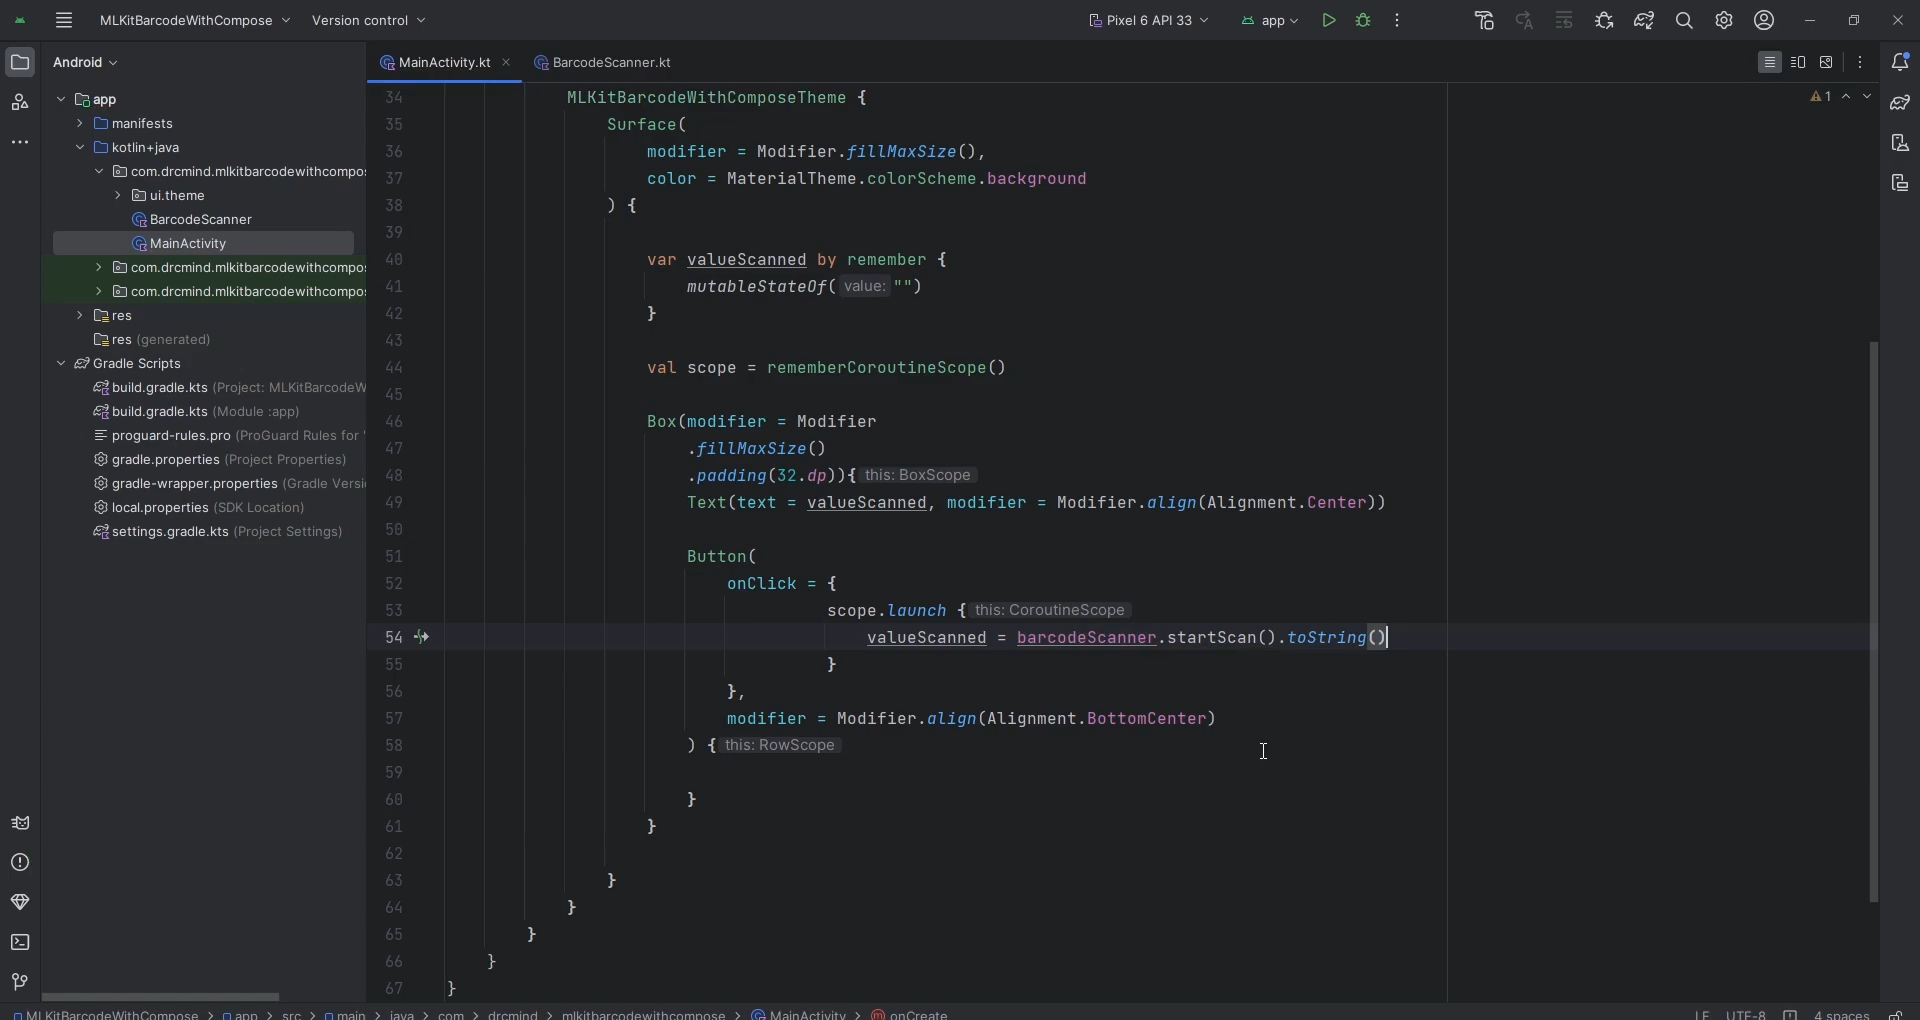 MLKitBarcodeWithCompose
Version control
Pixel 6 API 33
app
Android
MainActivity.kt
BarcodeScanner.kt
app
manifests
kotlin+java
com.drcmind.mlkitbarcodewithcompos
ui.theme
BarcodeScanner
MainActivity
com.drcmind.mlkitbarcodewithcompos
com.drcmind.mlkitbarcodewithcompos
res
res (generated)
Gradle Scripts
build.gradle.kts (Project: MLKitBarcodeW
build.gradle.kts (Module :app)
proguard-rules.pro (ProGuard Rules for "
gradle.properties (Project Properties)
gradle-wrapper.properties (Gradle Versi
local.properties (SDK Location)
settings.gradle.kts (Project Settings)
1
34 MLKitBarcodeWithComposeTheme {
35 Surface(
36 modifier = Modifier.fillMaxSize(),
37 color = MaterialTheme.colorScheme.background
38 ) {
39
40 var valueScanned by remember {
41 mutableStateOf( value: "")
42 }
43
44 val scope = rememberCoroutineScope()
45
46 Box(modifier = Modifier
47 .fillMaxSize()
48 .padding(32.dp)){ this: BoxScope
49 Text(text = valueScanned, modifier = Modifier.align(Alignment.Center))
50
51 Button(
52 onClick = {
53 scope.launch { this: CoroutineScope
54 valueScanned = barcodeScanner.startScan().toString()
55 }
56 },
57 modifier = Modifier.align(Alignment.BottomCenter)
58 ) { this: RowScope
59
60 }
61 }
62
63 }
64 }
65 }
66 }
67 }
MLKitBarcodeWithCompose > app > src > main > java > com > drcmind > mlkitbarcodewithcompose > MainActivity > onCreate
LF UTF-8 4 spaces